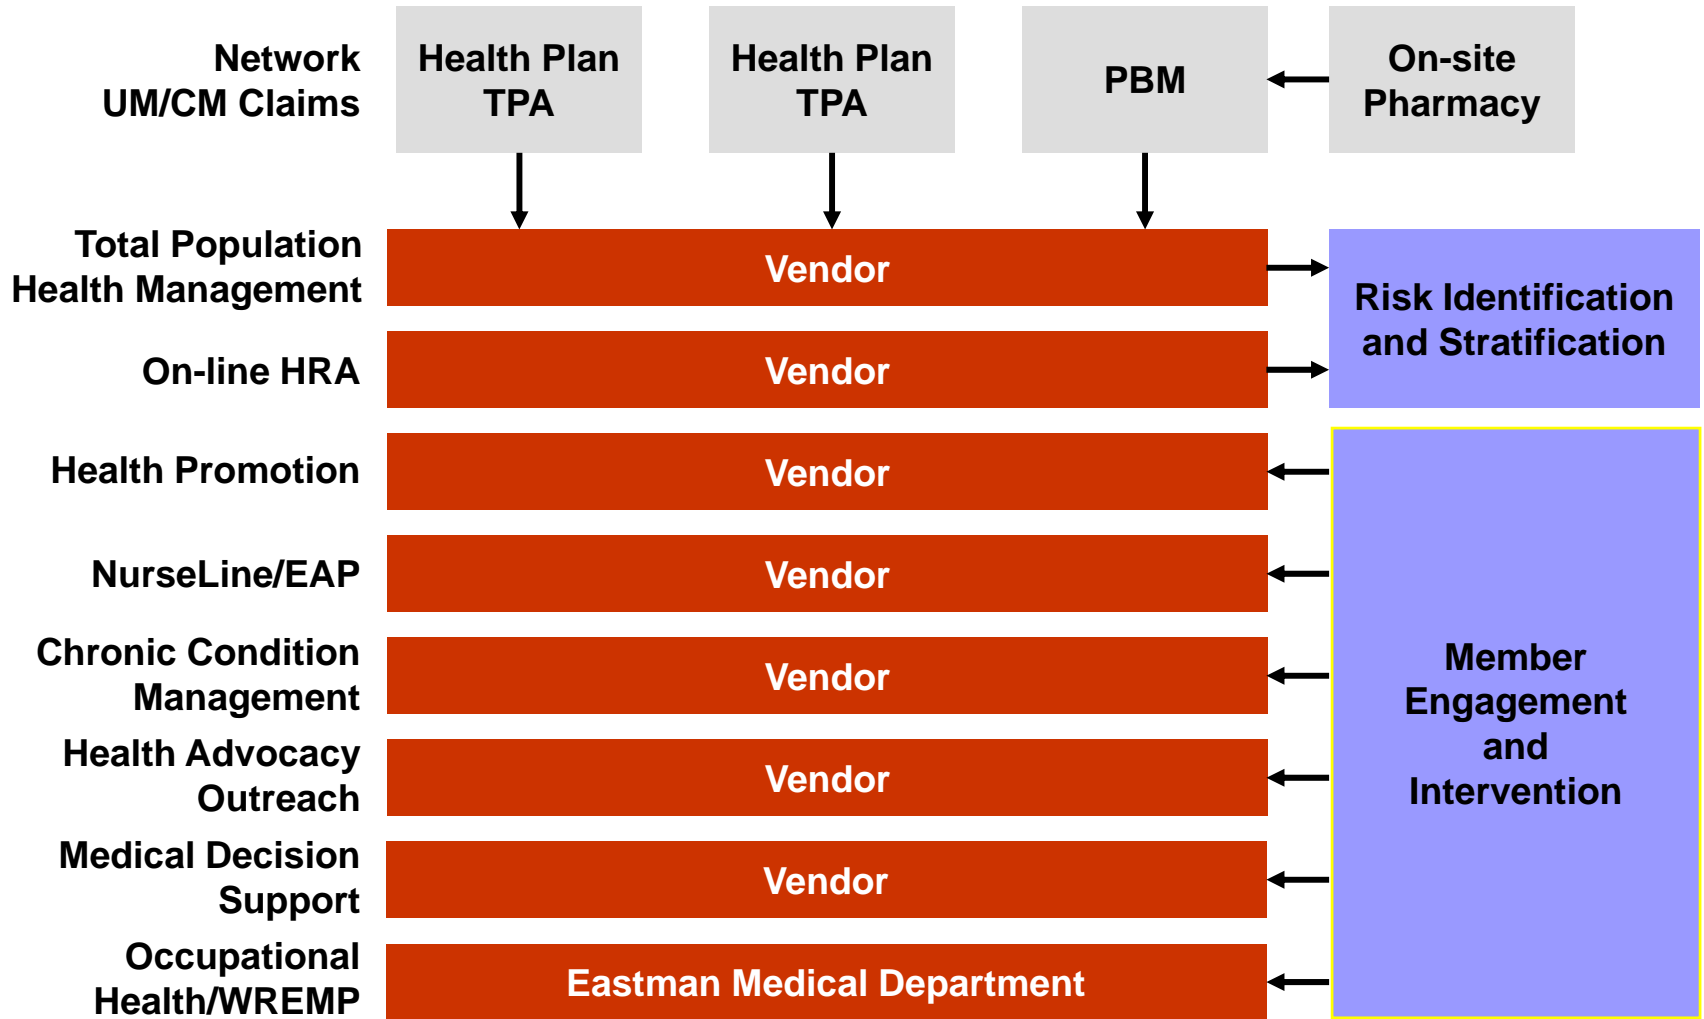 Network
UM/CM Claims
Health Plan
TPA
Health Plan
TPA
PBM
On-site
Pharmacy
Total Population
Health Management
Vendor
Risk Identification
and Stratification
On-line HRA
Vendor
Health Promotion
Vendor
NurseLine/EAP
Vendor
Chronic Condition
Management
Vendor
Member
Engagement
and
Intervention
Health Advocacy
Outreach
Vendor
Medical Decision
Support
Vendor
Occupational
Health/WREMP
Eastman Medical Department